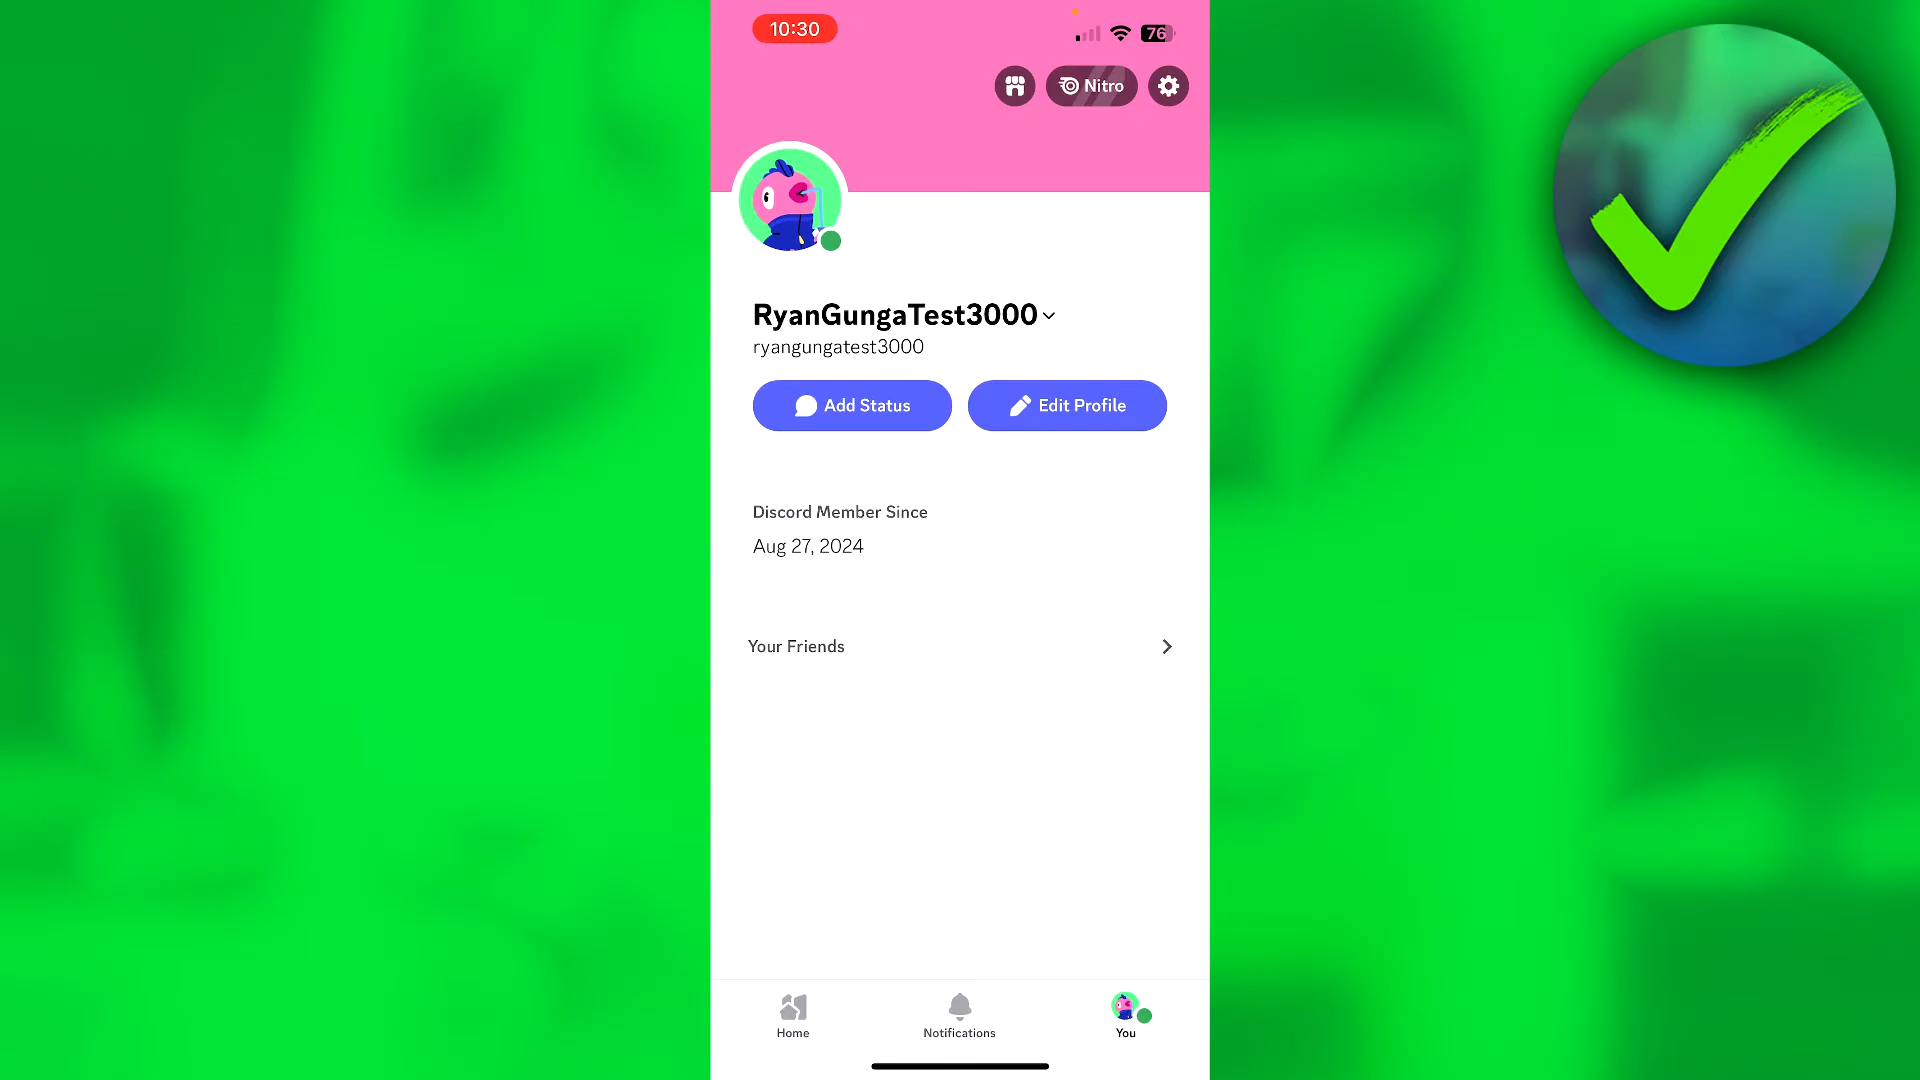 10:30
76
Nitro
RyanGungaTest3000
ryangungatest3000
Add Status
Edit Profile
Discord Member Since
Aug 27, 2024
Your Friends
Home
Notifications
You